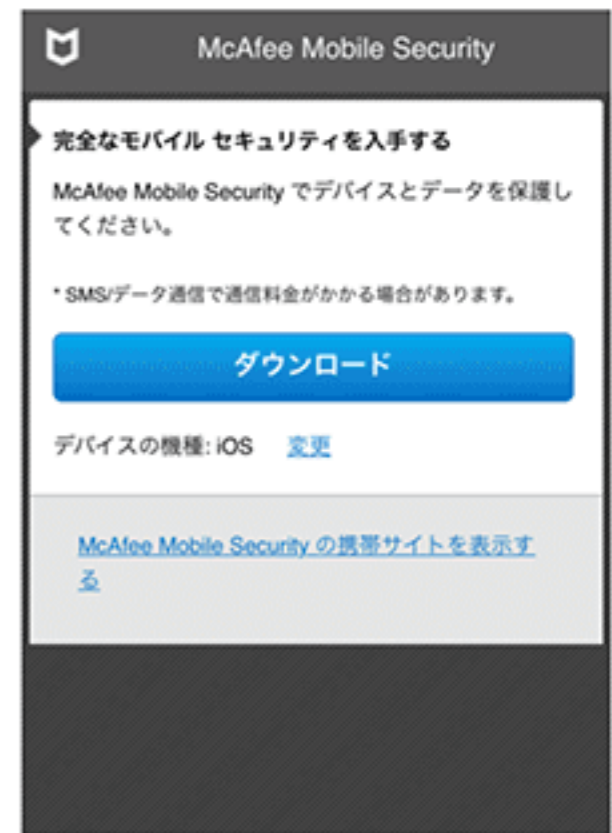 McAfee Mobile Security
完全なモバイル セキュリティを入手する
McAfee Mobile Security でデバイスとデータを保護し
てください。
* SMS/データ通信で通信料金がかかる場合があります。
ダウンロード
デバイスの機種: iOS 変更
McAfee Mobile Security の携帯サイトを表示す
る